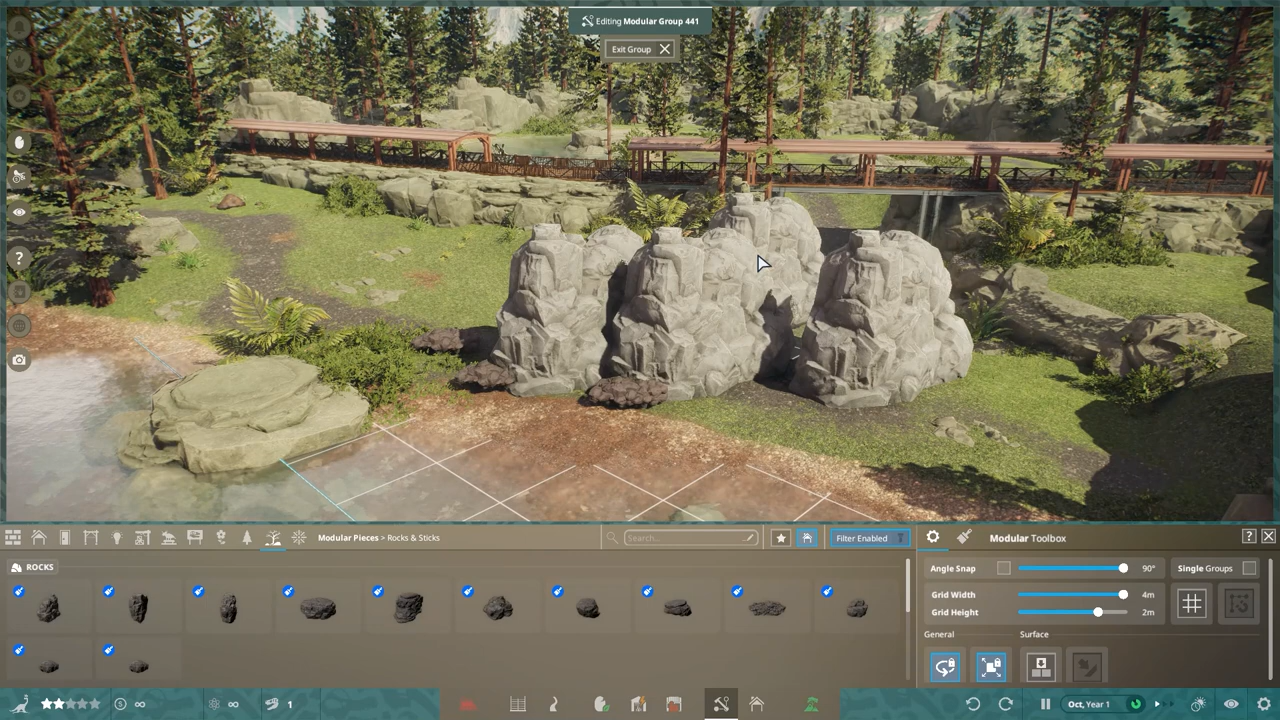 Editing Modular Group 441
Exit Group
Modular Pieces > Rocks & Sticks
Search...
Filter Enabled
Modular Toolbox
?
ROCKS
Angle Snap
90°
Single Groups
Grid Width
4m
Grid Height
2m
General
Surface
?
∞
∞
1
Oct, Year 1